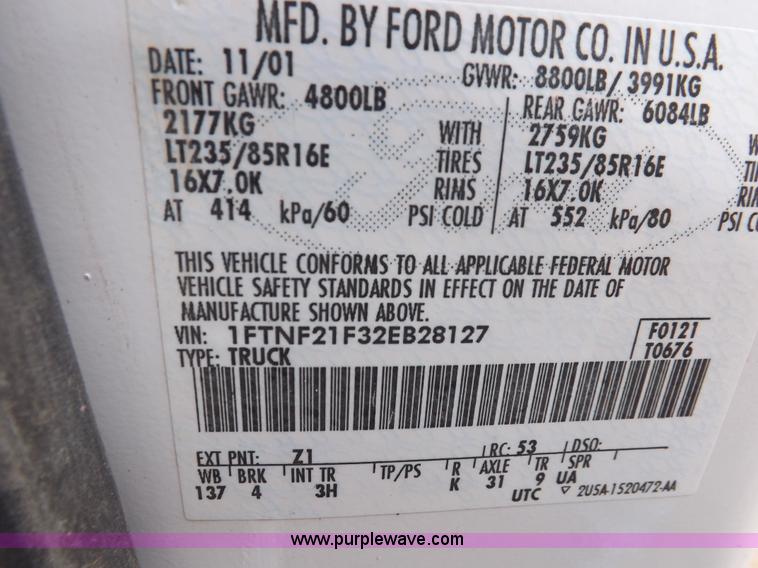 MFD. BY FORD MOTOR CO. IN U.S.A.
DATE: 11/01 GVWR: 8800LB/ 3991KG
FRONT GAWR: 4800LB REAR GAWR: 6084LB
2177KG WITH 2759KG
LT235/85R16E TIRES LT235/85R16E
16X7.0K RIMS 16X7.0K
AT 414 kPa/60 PSI COLD AT 552 kPa/80 PSI
THIS VEHICLE CONFORMS TO ALL APPLICABLE FEDERAL MOTOR
VEHICLE SAFETY STANDARDS IN EFFECT ON THE DATE OF
MANUFACTURE SHOWN ABOVE.
VIN: 1FTNF21F32EB28127 F0121
TYPE: TRUCK T0676
EXT PNT: Z1 RC: 53 DSO:
WB BRK INT TR TP/PS R AXLE TR SPR
137 4 3H K 31 9 UA
UTC ▽ 2U5A-1520472-AA
www.purplewave.com